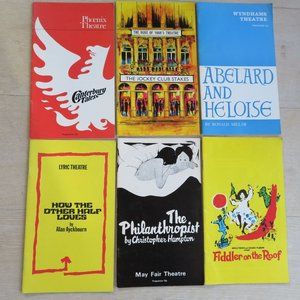 Phoenix
Theatre
Canterbury
Tales
THE DUKE OF YORK'S THEATRE
THE JOCKEY CLUB STAKES
WYNDHAMS
THEATRE
ABELARD
AND
HELOISE
BY RONALD MILLAR
LYRIC THEATRE
HOW THE
OTHER HALF
LOVES
by
Alan Ayckbourn
The
Philanthropist
by Christopher Hampton
May Fair Theatre
Fiddler on the Roof